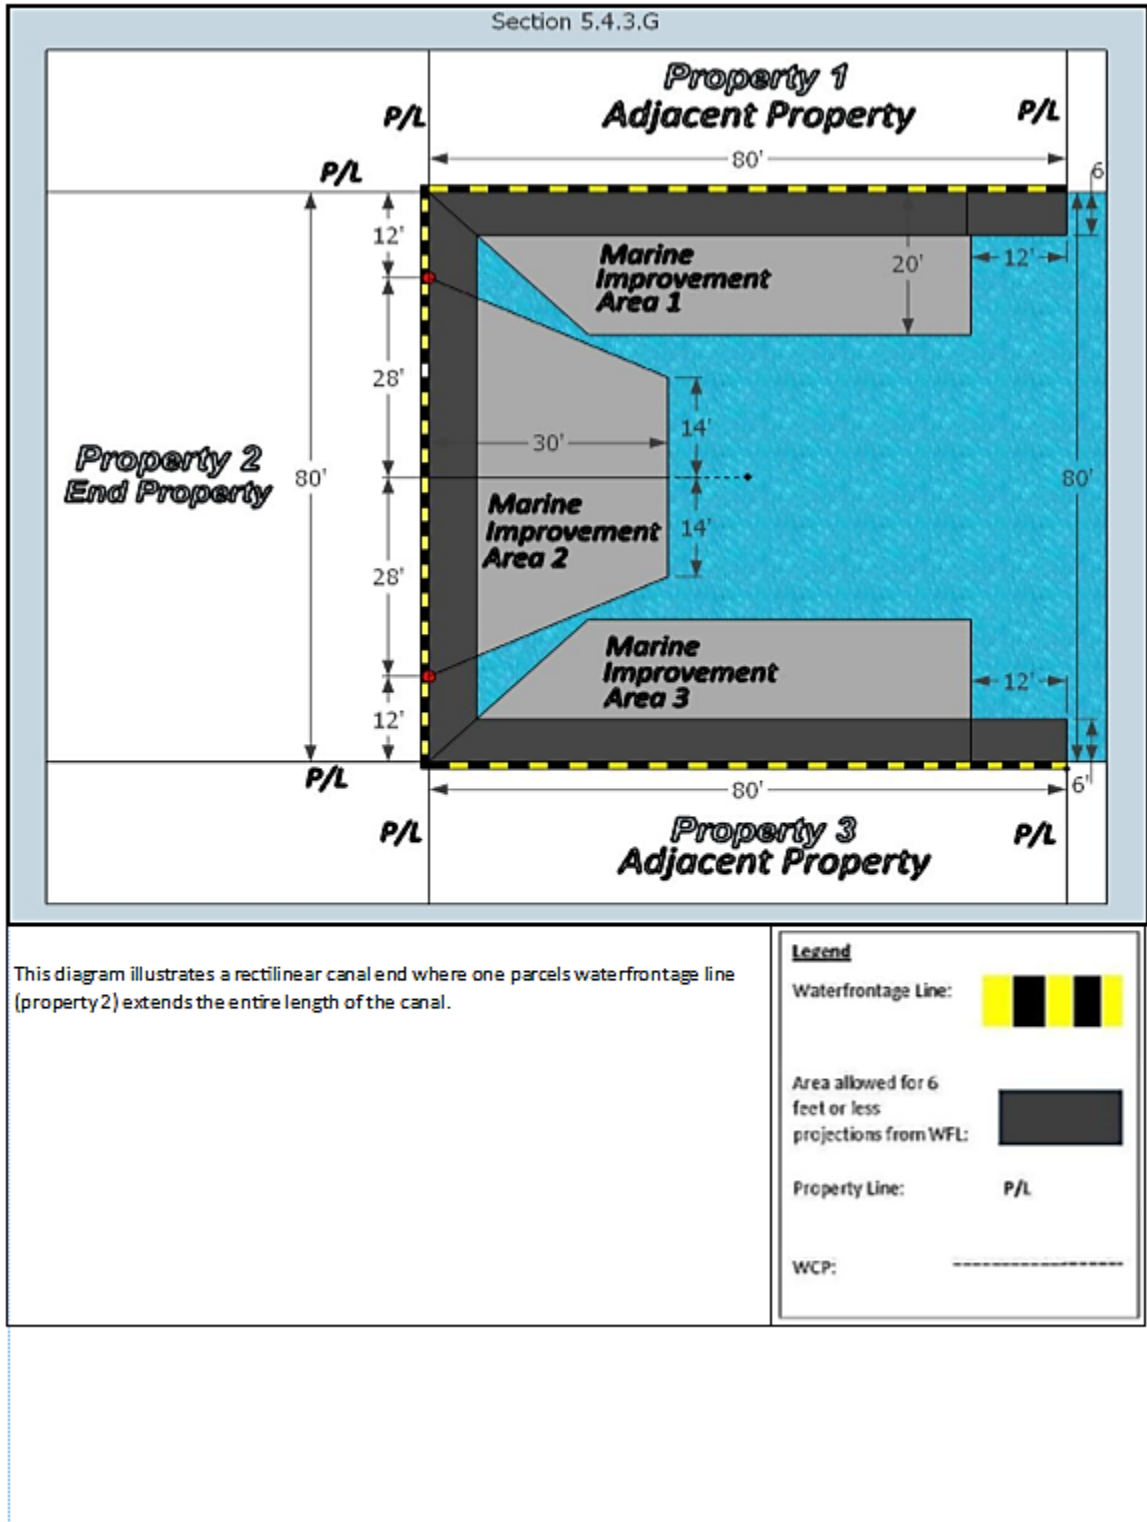 Section 5.4.3.G
Property 1
Adjacent Property
P/L
P/L
80'
P/L
6
12'
Marine
Improvement
Area 1
20'
12'
28'
14'
30'
Property 2
End Property
80'
80'
Marine
Improvement
Area 2
14'
28'
Marine
Improvement
Area 3
12'
12'
P/L
80'
6'
P/L
Property 3
Adjacent Property
P/L
This diagram illustrates a rectilinear canal end where one parcels waterfrontage line
(property 2) extends the entire length of the canal.
Legend
Waterfrontage Line:
Area allowed for 6
feet or less
projections from WFL:
Property Line:
P/L
WCP: